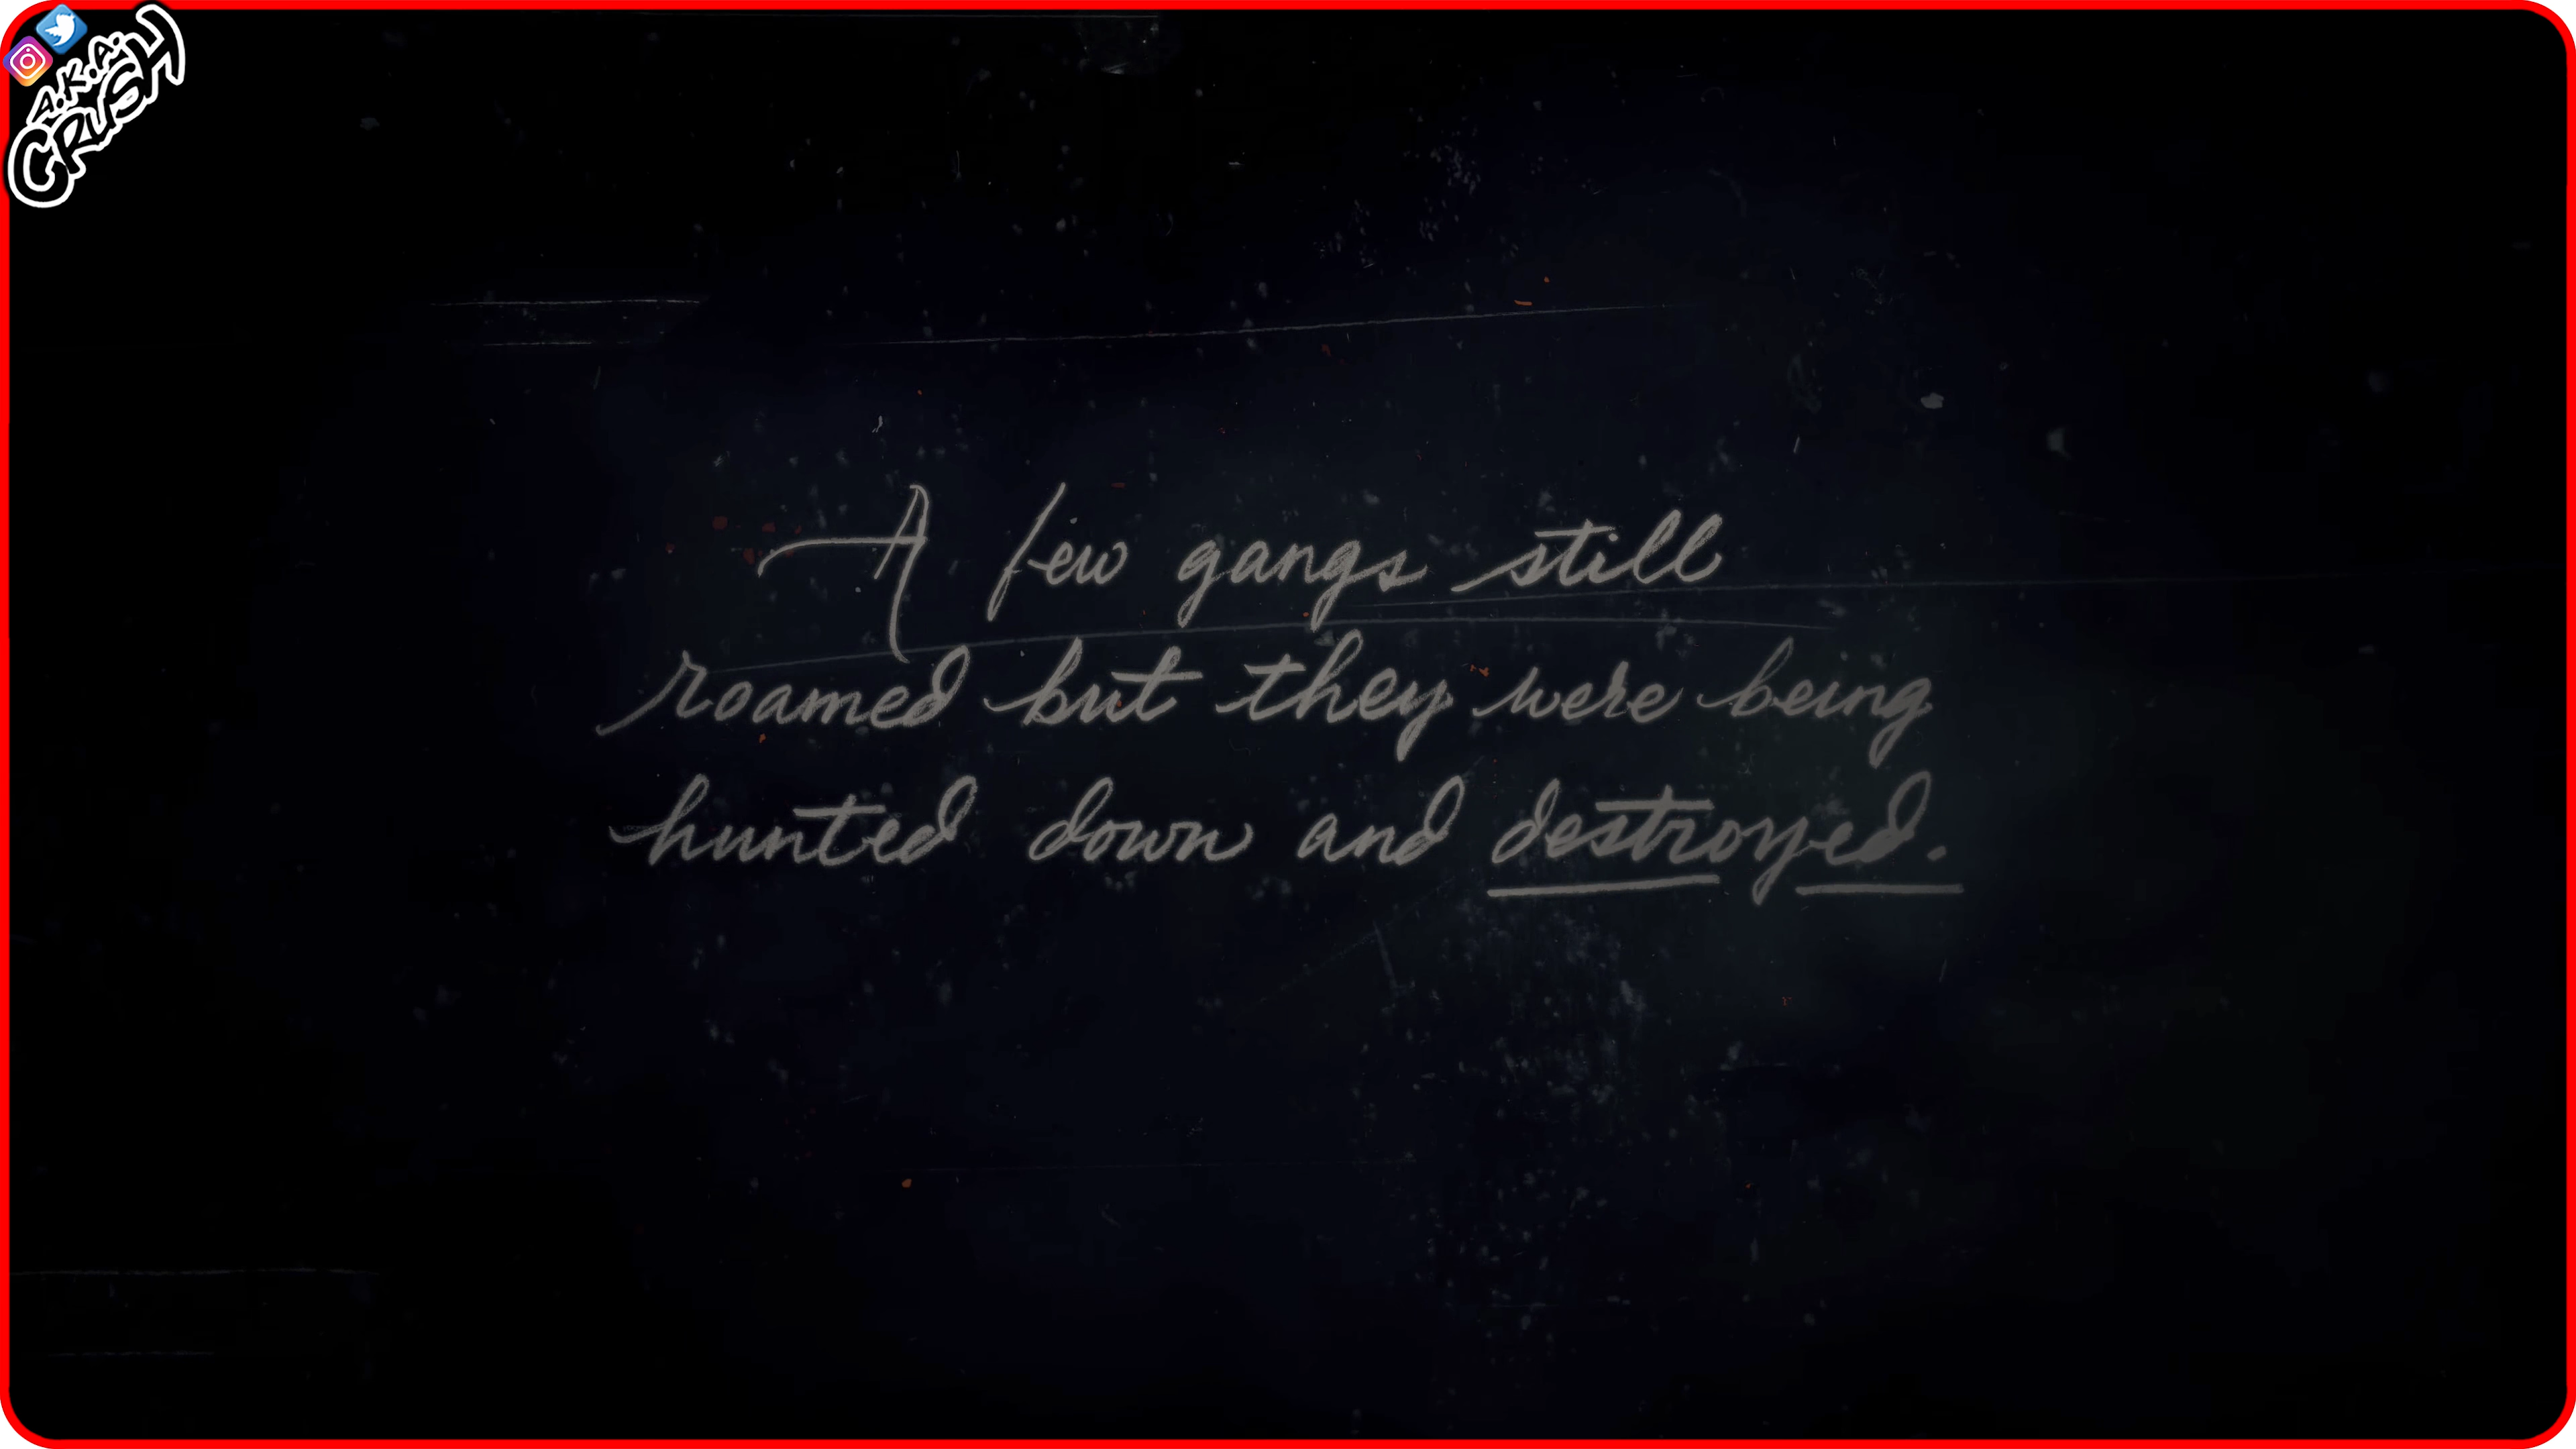 A.K.A.
CRUSH
A few gangs still
roamed but they were being
hunted down and destroyed.